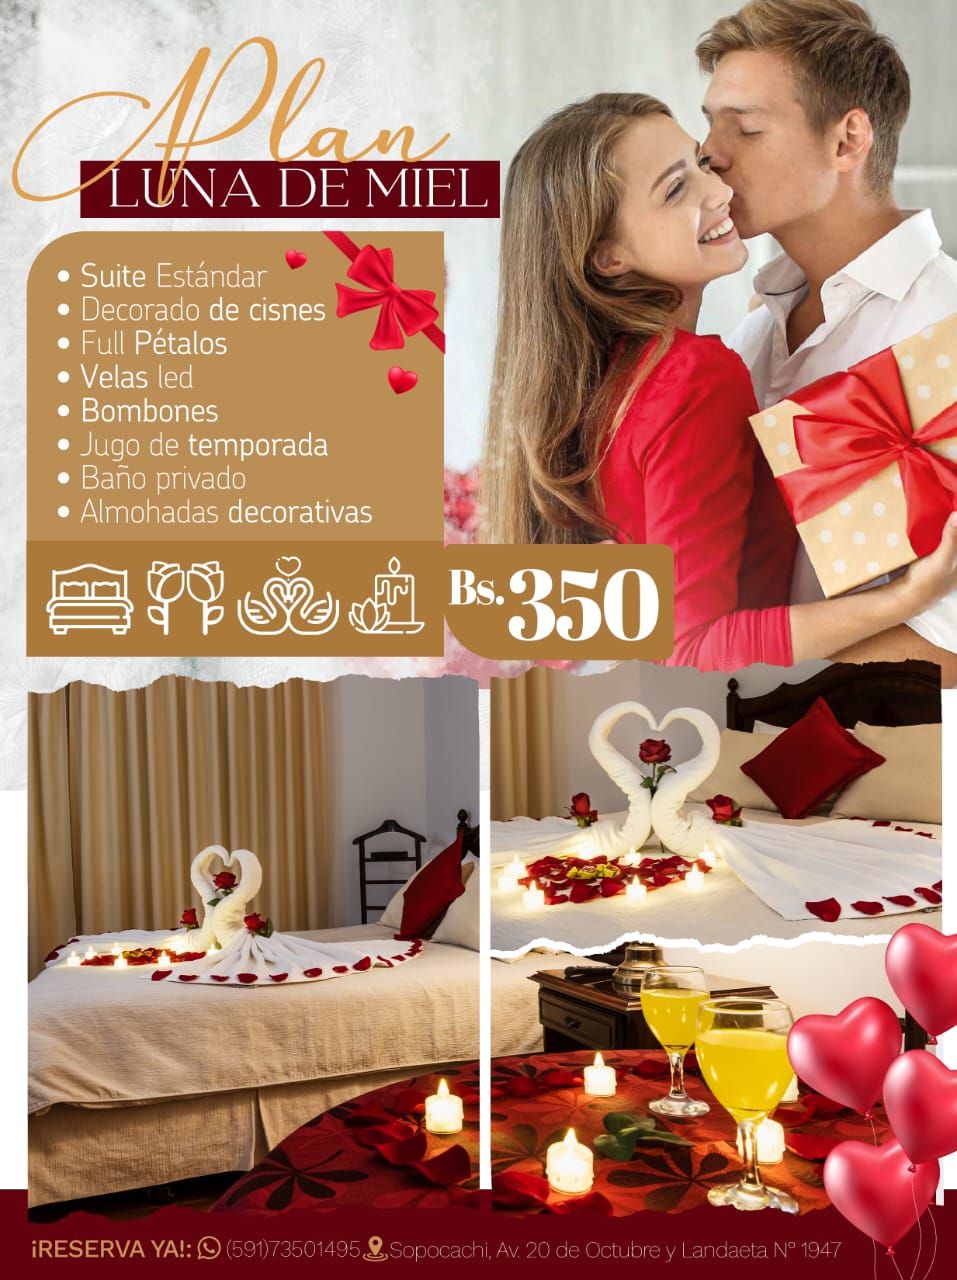 Plan
LUNA DE MIEL
• Suite Estándar
• Decorado de cisnes
• Full Pétalos
• Velas led
• Bombones
• Jugo de temporada
• Baño privado
• Almohadas decorativas
Bs.350
¡RESERVA YA!: (591)73501495 Sopocachi, Av. 20 de Octubre y Landaeta N° 1947